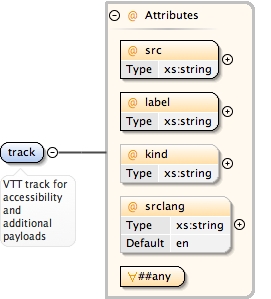 @ Attributes
@ src
Type xs:string
@ label
Type xs:string
@ kind
Type xs:string
@ srclang
Type xs:string
Default en
∀##any
track
VTT track for
accessibility
and
additional
payloads